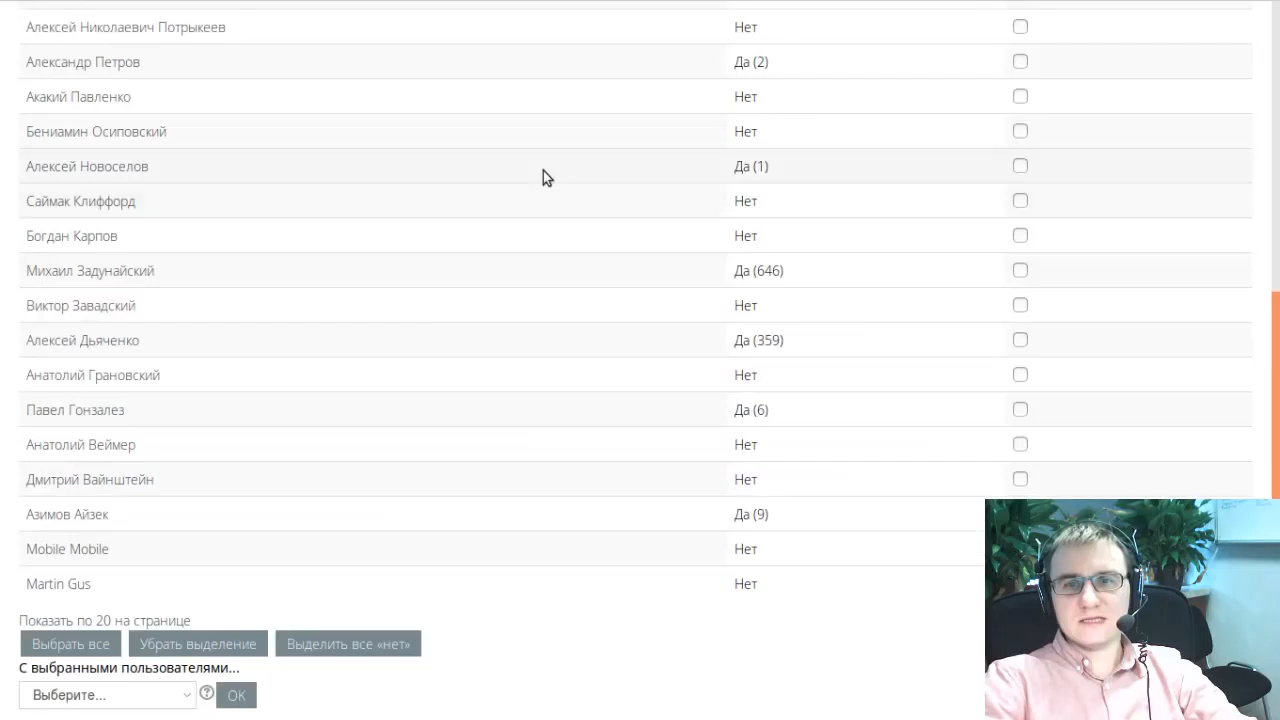 Алексей Николаевич Потрыкеев Нет
Александр Петров Да (2)
Акакий Павленко Нет
Бениамин Осиповский Нет
Алексей Новоселов Да (1)
Саймак Клиффорд Нет
Богдан Карпов Нет
Михаил Задунайский Да (646)
Виктор Завадский Нет
Алексей Дьяченко Да (359)
Анатолий Грановский Нет
Павел Гонзалез Да (6)
Анатолий Веймер Нет
Дмитрий Вайнштейн Нет
Азимов Айзек Да (9)
Mobile Mobile Нет
Martin Gus Нет
Показать по 20 на странице
Выбрать все Убрать выделение Выделить все «нет»
С выбранными пользователями...
Выберите... ? OK